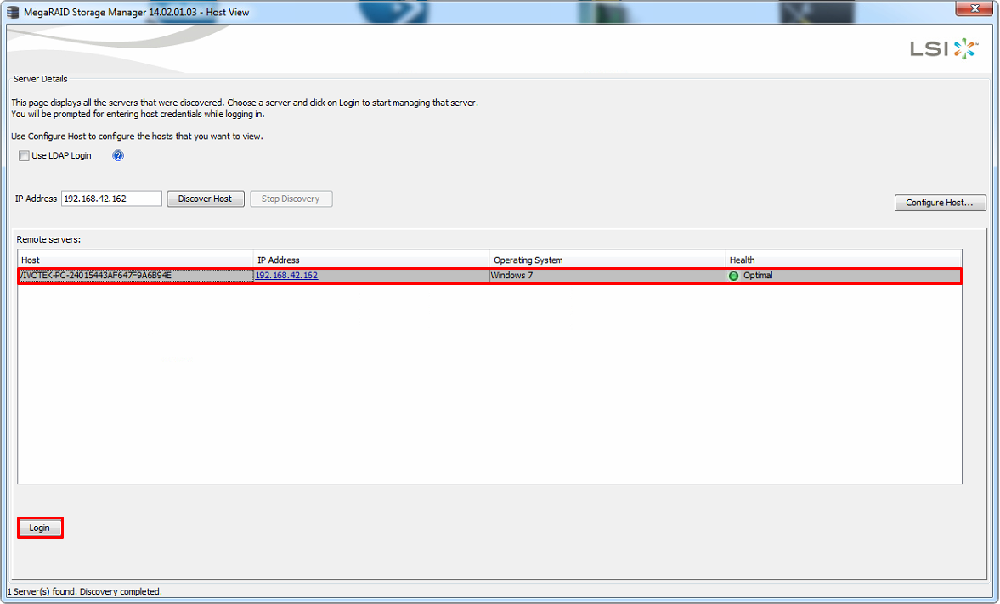 MegaRAID Storage Manager 14.02.01.03 - Host View
LSI
Server Details
This page displays all the servers that were discovered. Choose a server and click on Login to start managing that server.
You will be prompted for entering host credentials while logging in.
Use Configure Host to configure the hosts that you want to view.
Use LDAP Login ?
IP Address 192.168.42.162 Discover Host Stop Discovery
Configure Host...
Remote servers:
Host IP Address Operating System Health
VIVOTEK-PC-24015443AF647F9A6B94E 192.168.42.162 Windows 7 Optimal
Login
1 Server(s) found. Discovery completed.